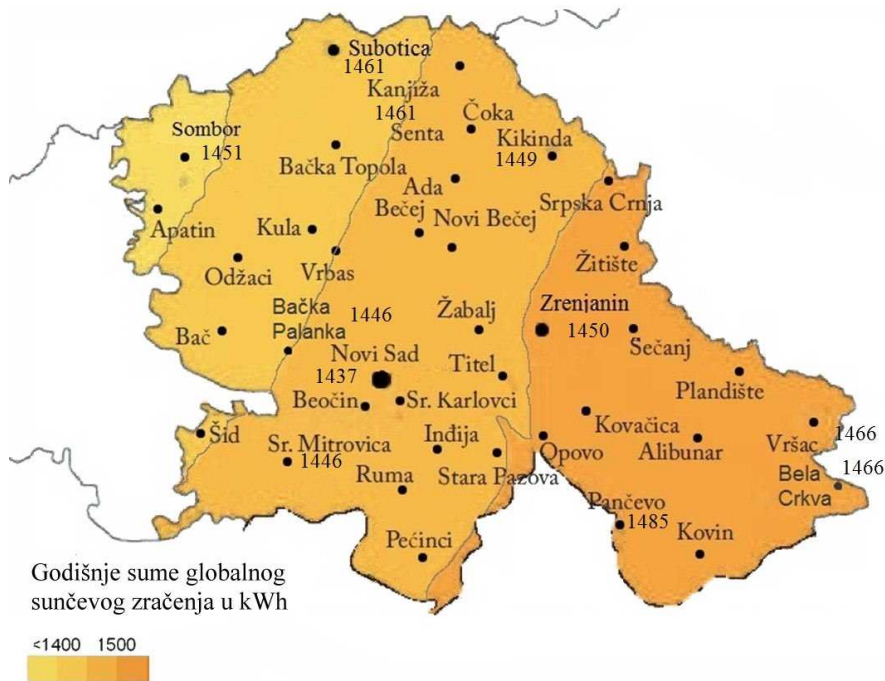 Subotica
1461
Kanjiža
1461
Čoka
Senta
Kikinda
1449
Sombor
1451
Bačka Topola
Ada
Srpska Crnja
Bečej
Novi Bečej
Apatin
Kula
Žitište
Odžaci
Vrbas
Bačka
Palanka
1446
Žabalj
Zrenjanin
1450
Bač
Sečanj
Novi Sad
1437
Titel
Plandište
Beočin
Sr. Karlovci
Kovačica
Šid
Sr. Mitrovica
1446
Inđija
Opovo
Alibunar
Vršac
1466
Ruma
Stara Pazova
Bela
Crkva
1466
Pančevo
1485
Pećinci
Kovin
Godišnje sume globalnog
sunčevog zračenja u kWh
<1400 1500